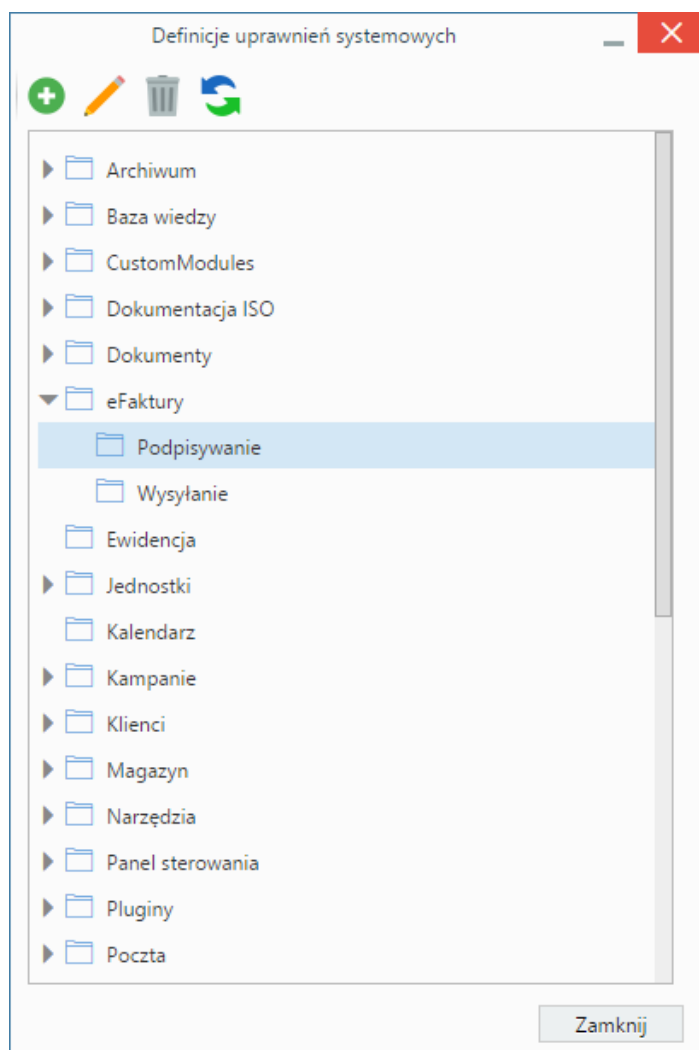 Definicje uprawnień systemowych
Archiwum
Baza wiedzy
CustomModules
Dokumentacja ISO
Dokumenty
eFaktury
Podpisywanie
Wysyłanie
Ewidencja
Jednostki
Kalendarz
Kampanie
Klienci
Magazyn
Narzędzia
Panel sterowania
Pluginy
Poczta
Zamknij